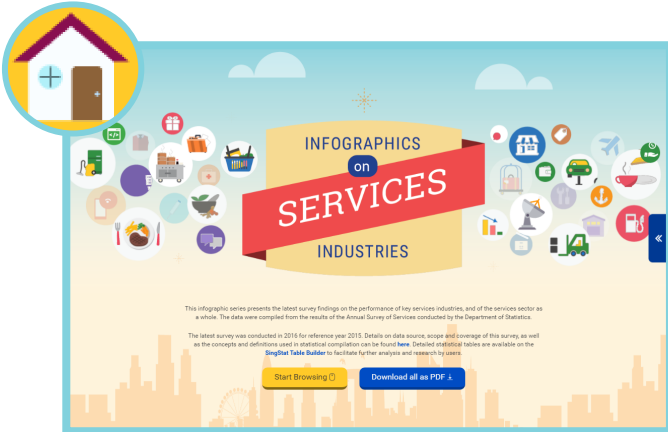 INFOGRAPHICS
on
SERVICES
INDUSTRIES
This infographic series presents the latest survey findings on the performance of key services industries, and of the services sector as
a whole. The data were compiled from the results of the Annual Survey of Services conducted by the Department of Statistics.
The latest survey was conducted in 2016 for reference year 2015. Details on data source, scope and coverage of this survey, as well
as the concepts and definitions used in statistical compilation can be found here. Detailed statistical tables are available on the
SingStat Table Builder to facilitate further analysis and research by users.
Start Browsing
Download all as PDF